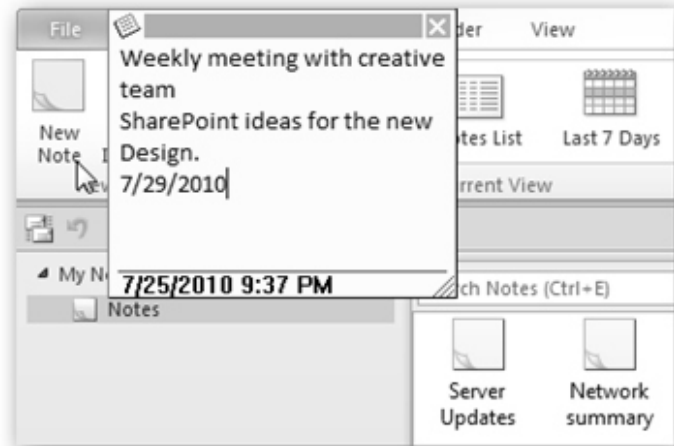 File
der
View
Weekly meeting with creative
team
SharePoint ideas for the new
Design.
7/29/2010
7/25/2010 9:37 PM
New
Note
tes List
Last 7 Days
rrent View
My N
Notes
ch Notes (Ctrl+E)
Server
Updates
Network
summary